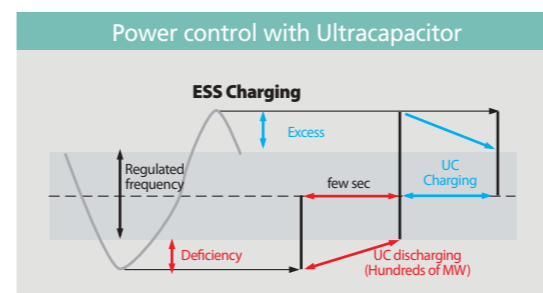 Power control with Ultracapacitor
ESS Charging
Excess
Regulated
frequency
few sec
UC
Charging
Deficiency
UC discharging
(Hundreds of MW)